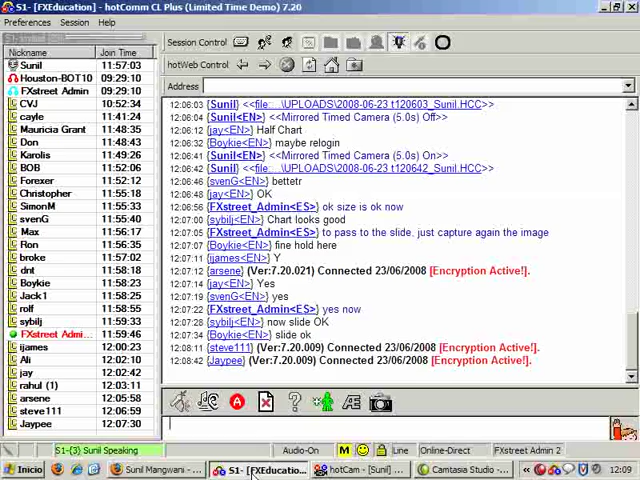 S1- [FXEducation] - hotComm CL Plus (Limited Time Demo) 7.20
Preferences Session Help
Nickname Join Time
Sunil 11:57:03
Houston-BOT10 09:29:10
FXstreet Admin 09:29:10
CVJ 10:52:34
cayle 11:41:24
Mauricia Grant 11:48:35
Don 11:48:43
Karolis 11:49:26
BOB 11:52:06
Forexer 11:52:12
Christopher 11:55:18
SimonM 11:55:33
svenG 11:55:40
Max 11:56:17
Ron 11:56:35
broke 11:57:02
dnt 11:58:18
Boykie 11:58:23
Jack1 11:58:25
rolf 11:58:55
sybilj 11:59:33
FXstreet Admi... 11:59:46
ijames 12:00:23
Ali 12:02:10
jay 12:02:42
rahul (1) 12:03:11
arsene 12:05:58
steve111 12:06:59
Jaypee 12:07:30
Session Control
hotWeb Control
Address
12:06:03 {Sunil} <<file:...\UPLOADS\2008-06-23 t120603_Sunil.HCC>>
12:06:04 {Sunil<EN>} <<Mirrored Timed Camera (5.0s) Off>>
12:06:11 {jay<EN>} Half Chart
12:06:32 {Boykie<EN>} maybe relogin
12:06:41 {Sunil<EN>} <<Mirrored Timed Camera (5.0s) On>>
12:06:42 {Sunil} <<file:...\UPLOADS\2008-06-23 t120642_Sunil.HCC>>
12:06:46 {svenG<EN>} bettetr
12:06:48 {jay<EN>} OK
12:06:56 {FXstreet_Admin<ES>} ok size is ok now
12:07:00 {sybilj<EN>} Chart looks good
12:07:05 {FXstreet_Admin<ES>} to pass to the slide, just capture again the image
12:07:07 {Boykie<EN>} fine hold here
12:07:11 {ijames<EN>} Y
12:07:12 {arsene} (Ver:7.20.021) Connected 23/06/2008 [Encryption Active!].
12:07:14 {jay<EN>} Yes
12:07:19 {svenG<EN>} yes
12:07:31 {FXstreet_Admin<ES>} yes now
12:07:32 {sybilj<EN>} now slide OK
12:07:34 {Boykie<EN>} slide ok
12:08:11 {steve111} (Ver:7.20.009) Connected 23/06/2008 [Encryption Active!].
12:08:42 {Jaypee} (Ver:7.20.009) Connected 23/06/2008 [Encryption Active!].
S1-{3} Sunil Speaking Audio-On M Line Online-Direct FXstreet Admin 2
Inicio Sunil Mangwani - ... S1- [FXEducatio... hotCam - [Sunil] ... Camtasia Studio -... 12:09